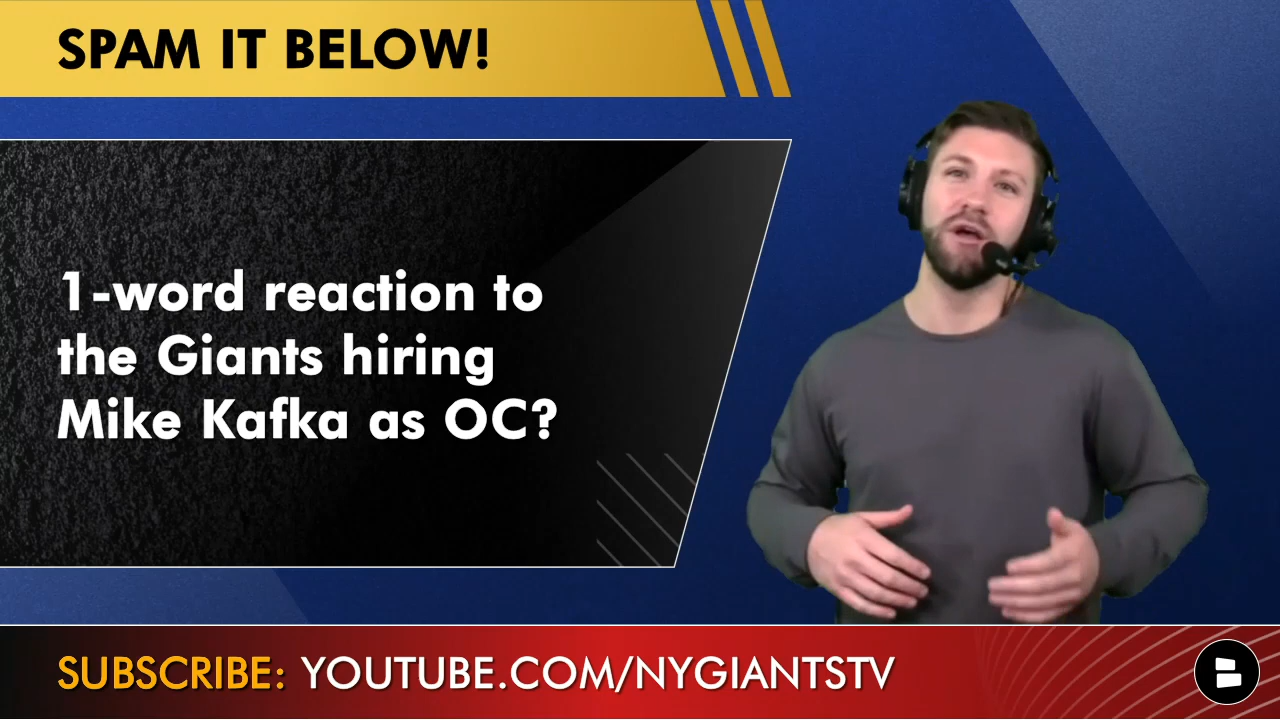 SPAM IT BELOW!
1-word reaction to
the Giants hiring
Mike Kafka as OC?
SUBSCRIBE: YOUTUBE.COM/NYGIANTSTV